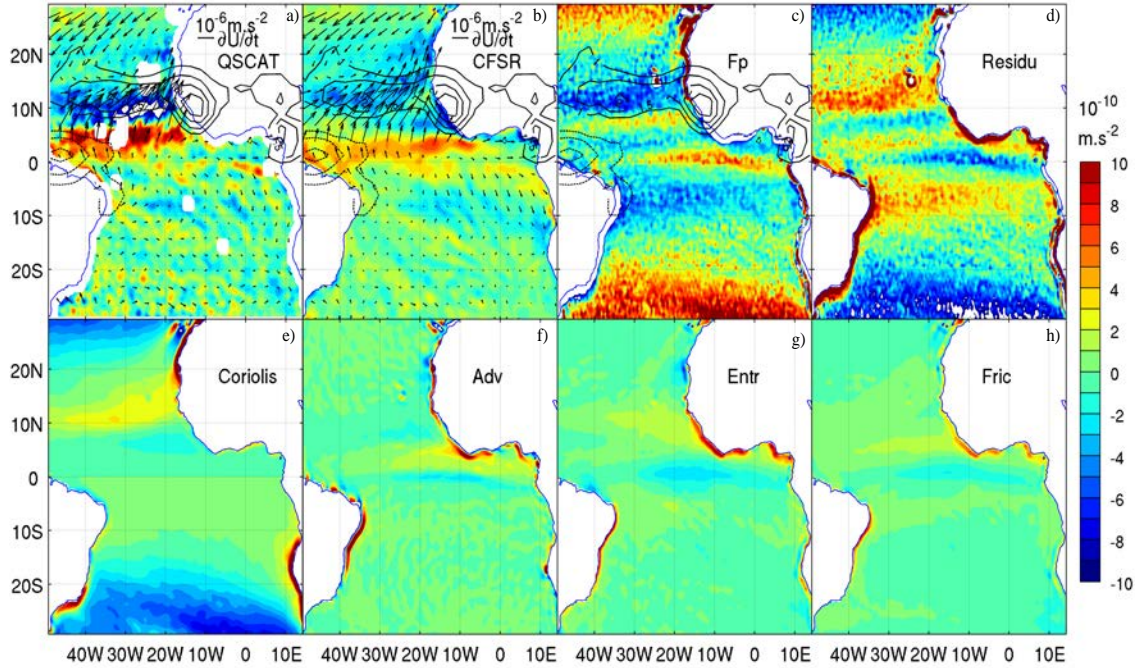 10⁻⁶m.s⁻² a)
∂U/∂t
QSCAT
10⁻⁶m.s⁻² b)
∂U/∂t
CFSR
c)
Fp
d)
Residu
20N
10N
0
10S
20S
10⁻¹⁰
m.s⁻²
10
8
6
4
2
0
-2
-4
-6
-8
-10
e)
Coriolis
f)
Adv
g)
Entr
h)
Fric
20N
10N
0
10S
20S
40W 30W 20W 10W 0 10E
40W 30W 20W 10W 0 10E
40W 30W 20W 10W 0 10E
40W 30W 20W 10W 0 10E